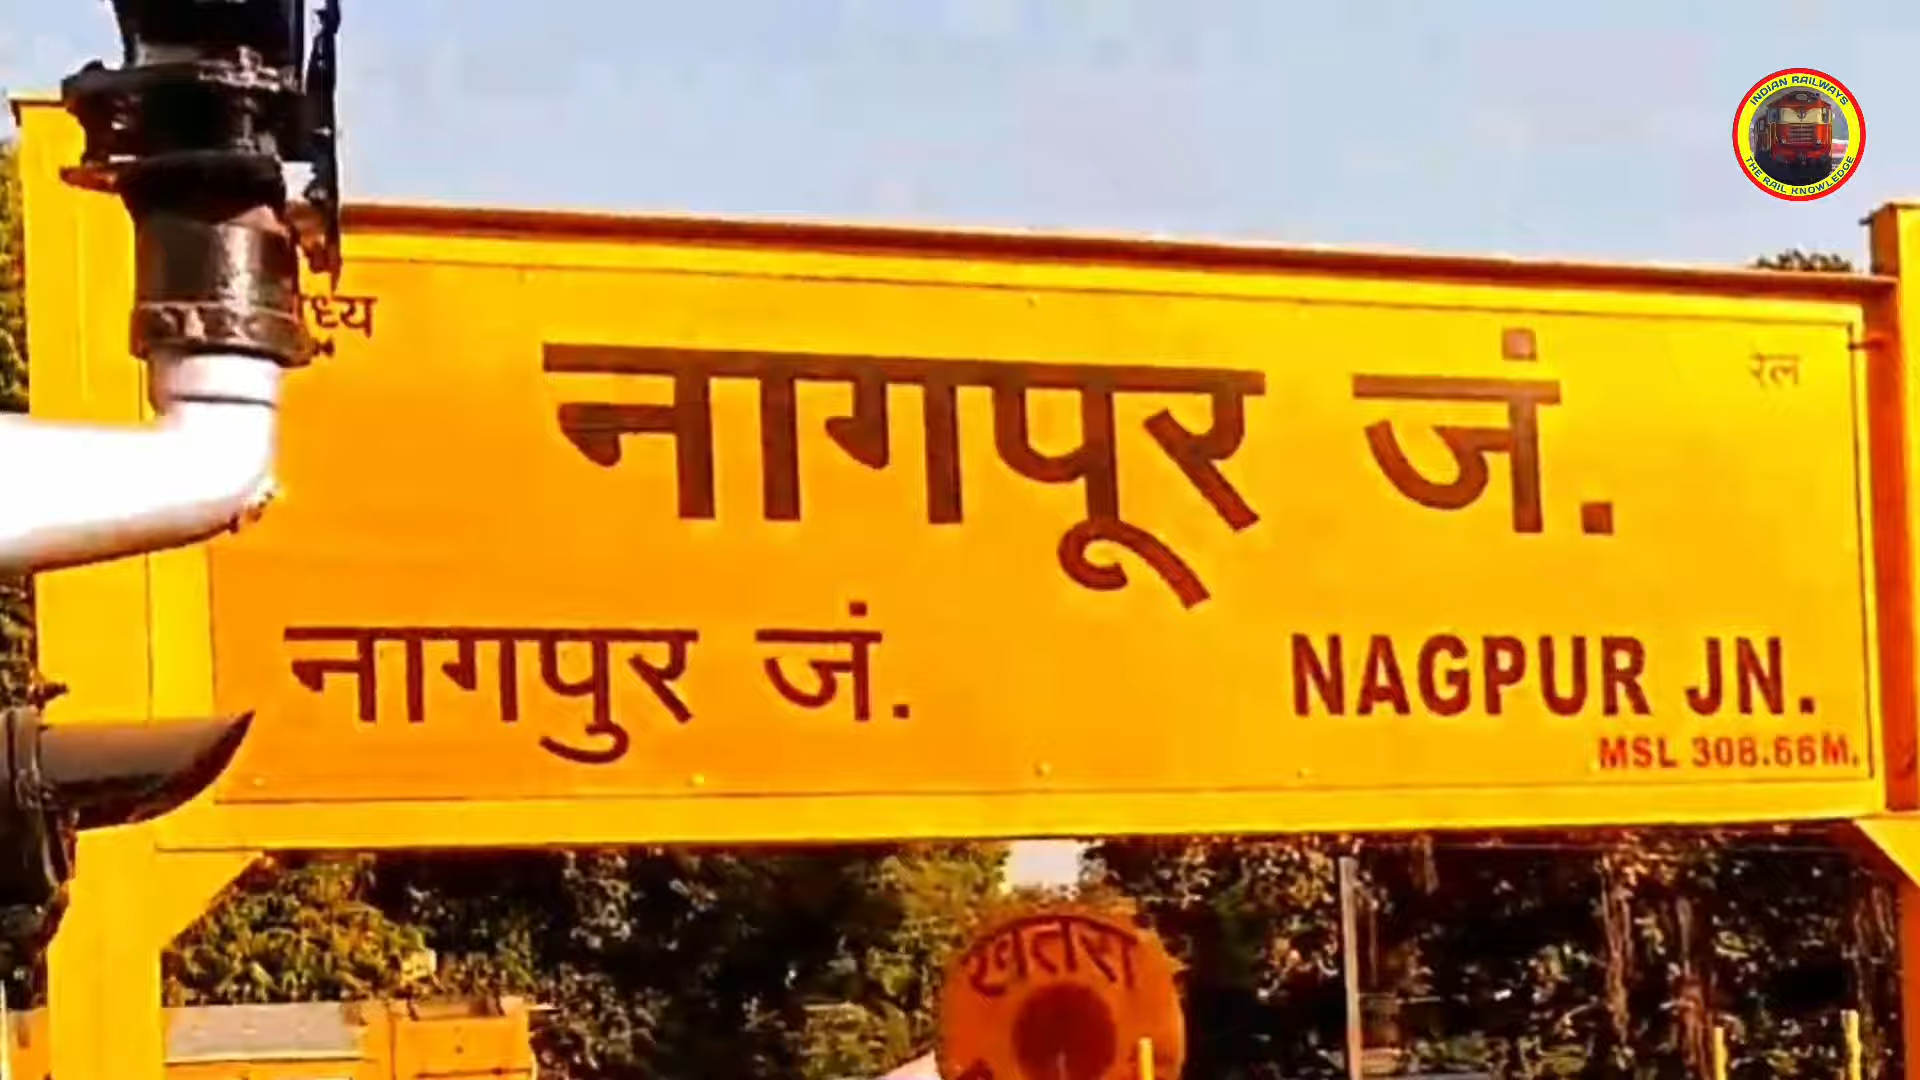 INDIAN RAILWAYS
THE RAIL KNOWLEDGE
रेल
नागपूर जं.
नागपुर जं.
NAGPUR JN.
MSL 308.66M.
खतरा